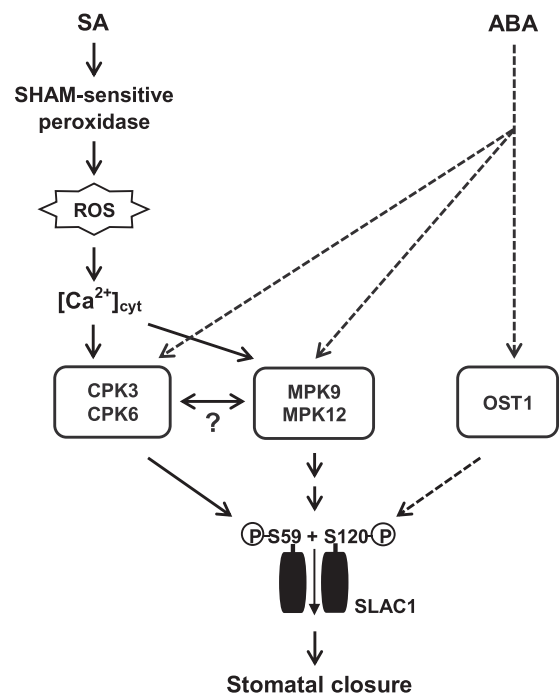 SA
ABA
SHAM-sensitive
peroxidase
ROS
[Ca²⁺]cyt
CPK3
CPK6
?
MPK9
MPK12
OST1
P S59 + S120 P
SLAC1
Stomatal closure